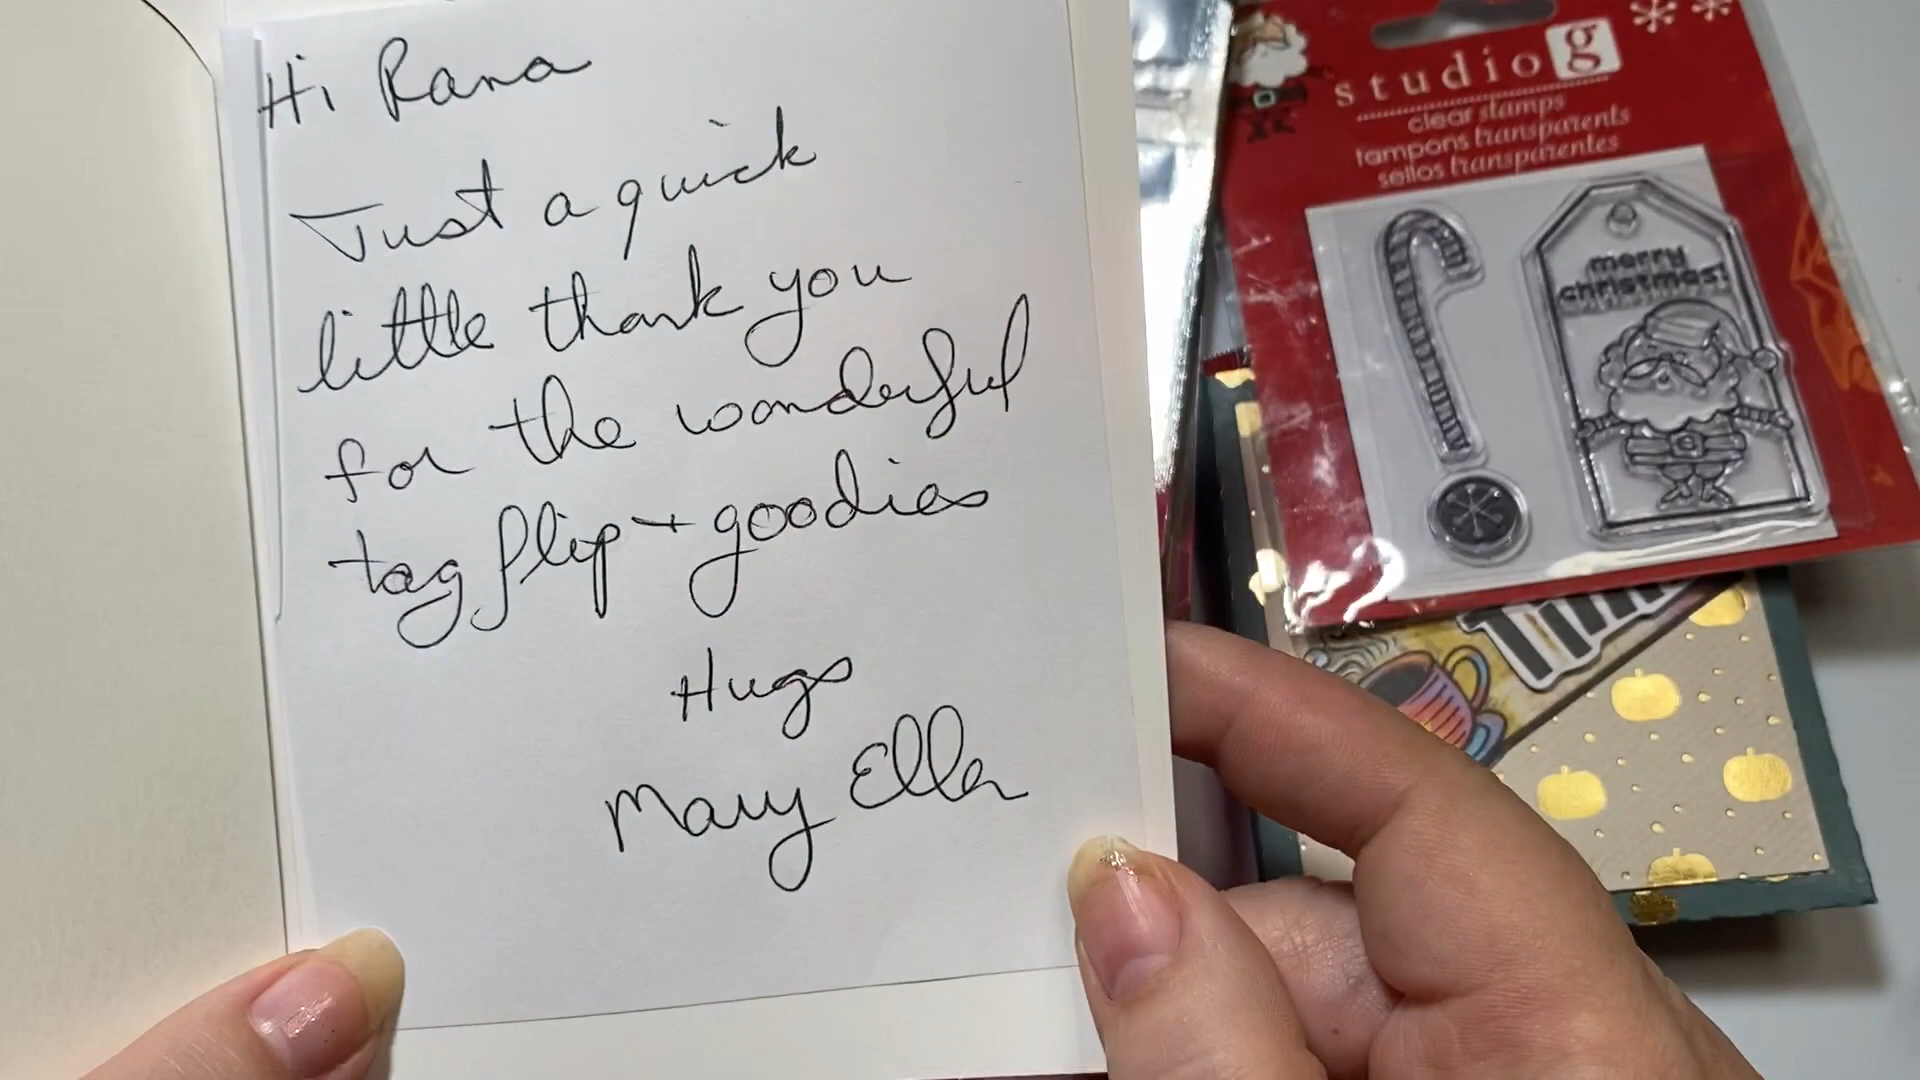 Hi Rana
Just a quick
little thank you
for the wonderful
tag flip + goodies
Hugs
Mary Ellen
studio g
clear stamps
tampons transparents
sellos transparentes
merry
christmas!